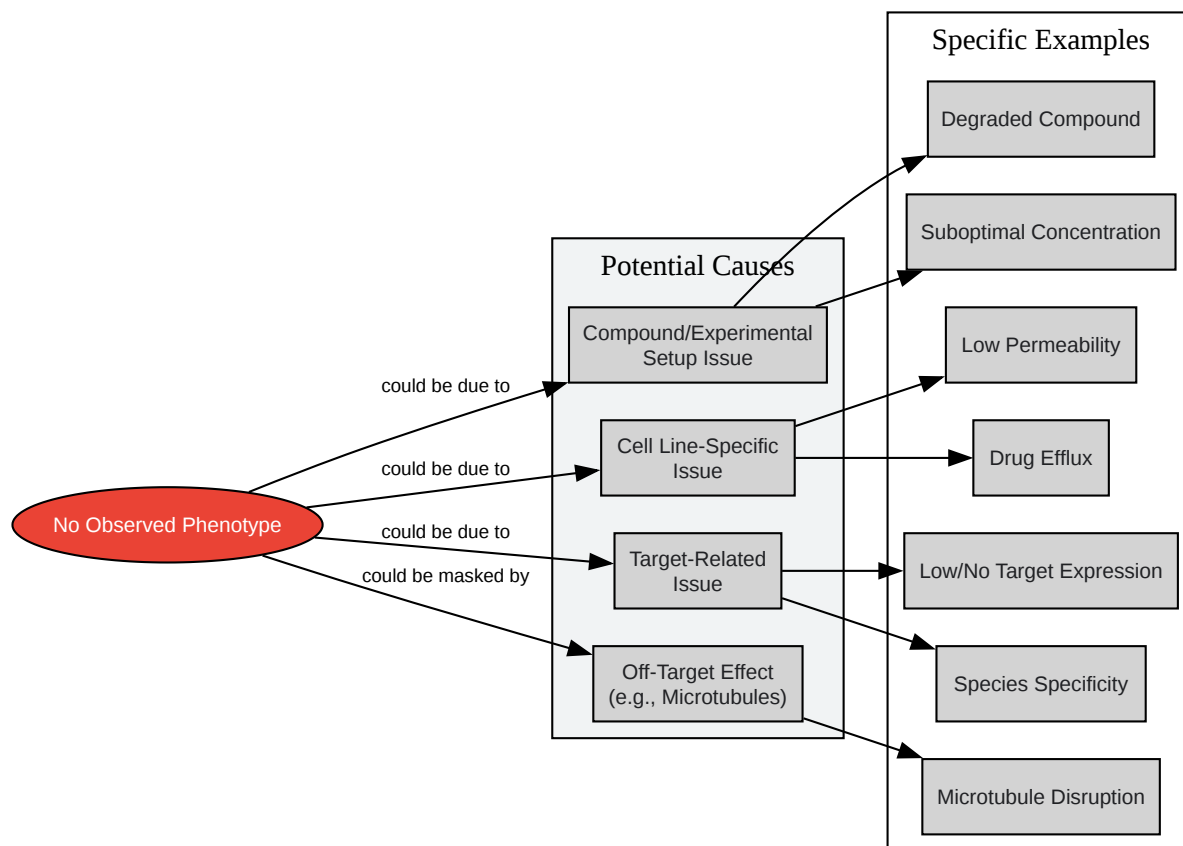 Specific Examples
Degraded Compound
Suboptimal Concentration
Potential Causes
Low Permeability
Compound/Experimental
Setup Issue
could be due to
Cell Line-Specific
Issue
Drug Efflux
could be due to
No Observed Phenotype
could be due to
Target-Related
Issue
Low/No Target Expression
could be masked by
Off-Target Effect
(e.g., Microtubules)
Species Specificity
Microtubule Disruption